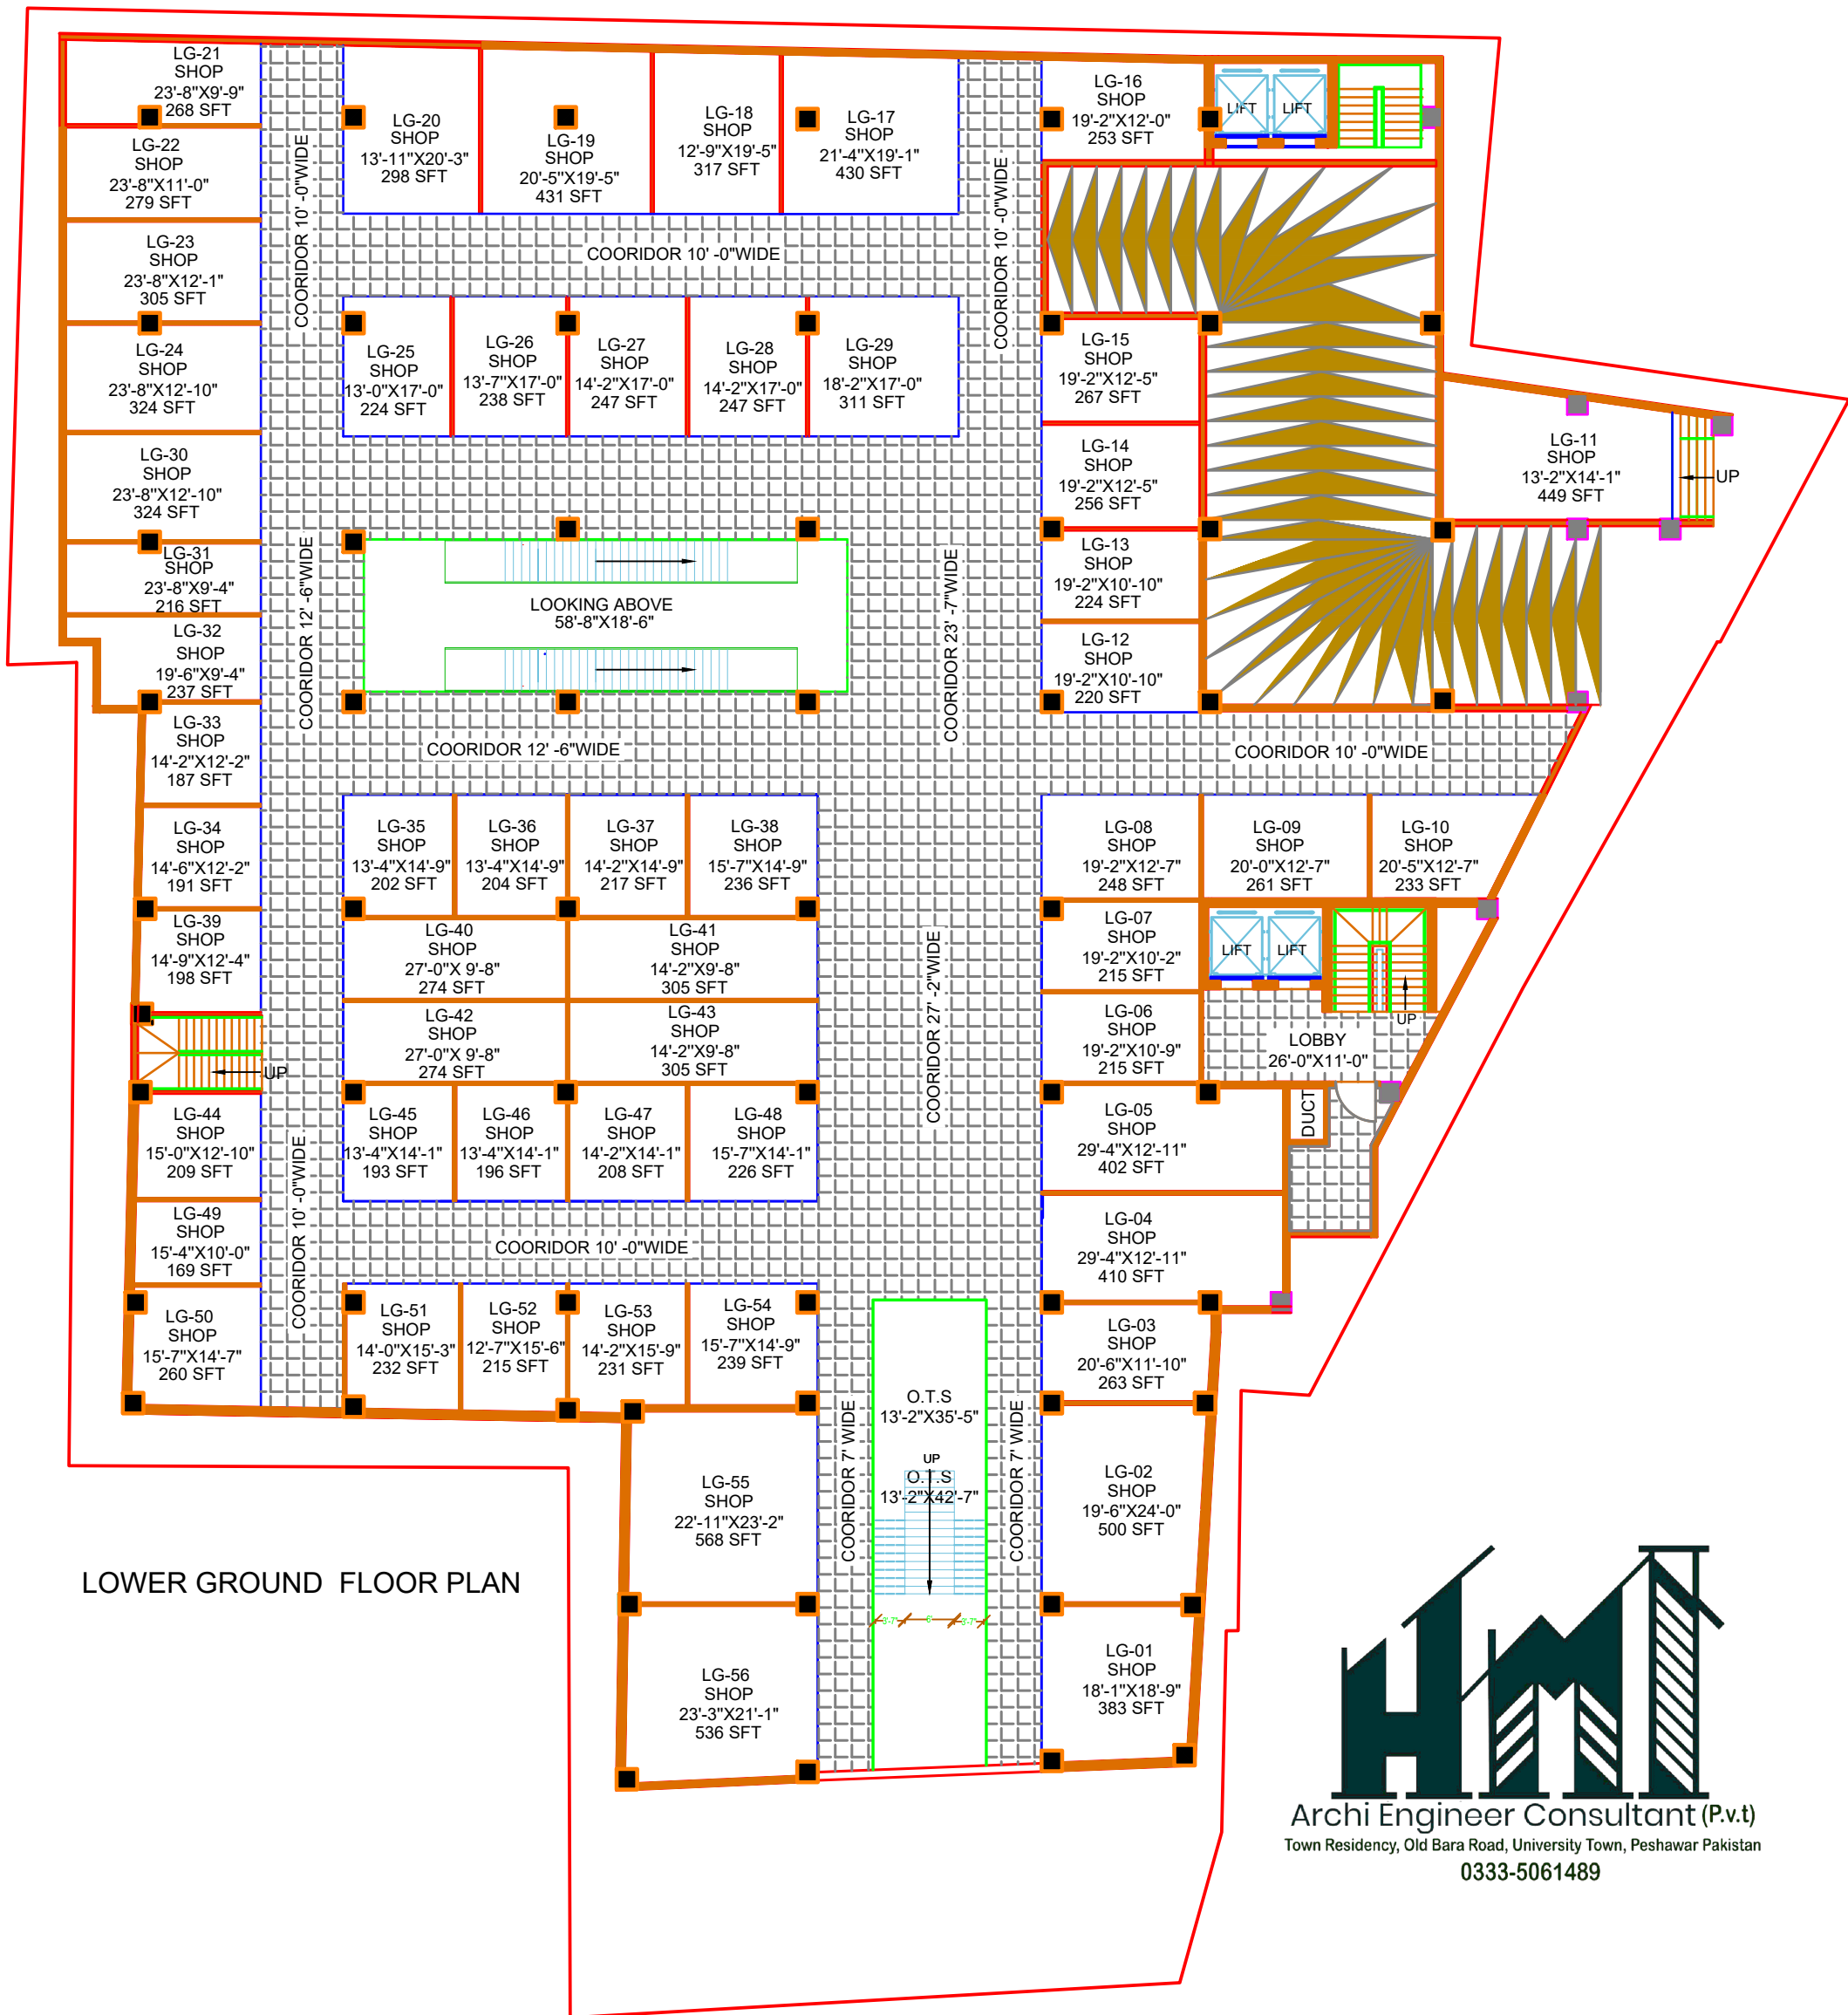 LG-21
SHOP
23'-8"X9'-9"
268 SFT
LG-22
SHOP
23'-8"X11'-0"
279 SFT
LG-23
SHOP
23'-8"X12'-1"
305 SFT
LG-24
SHOP
23'-8"X12'-10"
324 SFT
LG-30
SHOP
23'-8"X12'-10"
324 SFT
LG-31
SHOP
23'-8"X9'-4"
216 SFT
LG-32
SHOP
19'-6"X9'-4"
237 SFT
LG-33
SHOP
14'-2"X12'-2"
187 SFT
LG-34
SHOP
14'-6"X12'-2"
191 SFT
LG-39
SHOP
14'-9"X12'-4"
198 SFT
UP
LG-44
SHOP
15'-0"X12'-10"
209 SFT
LG-49
SHOP
15'-4"X10'-0"
169 SFT
LG-50
SHOP
15'-7"X14'-7"
260 SFT
COORIDOR 10' -0"WIDE
COORIDOR 12' -6"WIDE
COORIDOR 10' -0"WIDE
LG-20
SHOP
13'-11"X20'-3"
298 SFT
LG-19
SHOP
20'-5"X19'-5"
431 SFT
LG-18
SHOP
12'-9"X19'-5"
317 SFT
LG-17
SHOP
21'-4"X19'-1"
430 SFT
COORIDOR 10' -0"WIDE
COORIDOR 10' -0"WIDE
LG-16
SHOP
19'-2"X12'-0"
253 SFT
LIFT
LIFT
LG-25
SHOP
13'-0"X17'-0"
224 SFT
LG-26
SHOP
13'-7"X17'-0"
238 SFT
LG-27
SHOP
14'-2"X17'-0"
247 SFT
LG-28
SHOP
14'-2"X17'-0"
247 SFT
LG-29
SHOP
18'-2"X17'-0"
311 SFT
LG-15
SHOP
19'-2"X12'-5"
267 SFT
LG-14
SHOP
19'-2"X12'-5"
256 SFT
LG-13
SHOP
19'-2"X10'-10"
224 SFT
LG-12
SHOP
19'-2"X10'-10"
220 SFT
LG-11
SHOP
13'-2"X14'-1"
449 SFT
UP
LOOKING ABOVE
58'-8"X18'-6"
COORIDOR 23' -7"WIDE
COORIDOR 12' -6"WIDE
COORIDOR 10' -0"WIDE
LG-35
SHOP
13'-4"X14'-9"
202 SFT
LG-36
SHOP
13'-4"X14'-9"
204 SFT
LG-37
SHOP
14'-2"X14'-9"
217 SFT
LG-38
SHOP
15'-7"X14'-9"
236 SFT
LG-40
SHOP
27'-0"X 9'-8"
274 SFT
LG-41
SHOP
14'-2"X9'-8"
305 SFT
LG-42
SHOP
27'-0"X 9'-8"
274 SFT
LG-43
SHOP
14'-2"X9'-8"
305 SFT
LG-45
SHOP
13'-4"X14'-1"
193 SFT
LG-46
SHOP
13'-4"X14'-1"
196 SFT
LG-47
SHOP
14'-2"X14'-1"
208 SFT
LG-48
SHOP
15'-7"X14'-1"
226 SFT
COORIDOR 27' -2"WIDE
LG-08
SHOP
19'-2"X12'-7"
248 SFT
LG-09
SHOP
20'-0"X12'-7"
261 SFT
LG-10
SHOP
20'-5"X12'-7"
233 SFT
LG-07
SHOP
19'-2"X10'-2"
215 SFT
LIFT
LIFT
UP
LG-06
SHOP
19'-2"X10'-9"
215 SFT
LOBBY
26'-0"X11'-0"
DUCT
LG-05
SHOP
29'-4"X12'-11"
402 SFT
LG-04
SHOP
29'-4"X12'-11"
410 SFT
COORIDOR 10' -0"WIDE
LG-51
SHOP
14'-0"X15'-3"
232 SFT
LG-52
SHOP
12'-7"X15'-6"
215 SFT
LG-53
SHOP
14'-2"X15'-9"
231 SFT
LG-54
SHOP
15'-7"X14'-9"
239 SFT
LG-03
SHOP
20'-6"X11'-10"
263 SFT
O.T.S
13'-2"X35'-5"
UP
O.T.S
13'-2"X42'-7"
3'-7"
6'
3'-7"
COORIDOR 7' WIDE
COORIDOR 7' WIDE
LG-55
SHOP
22'-11"X23'-2"
568 SFT
LG-02
SHOP
19'-6"X24'-0"
500 SFT
LG-56
SHOP
23'-3"X21'-1"
536 SFT
LG-01
SHOP
18'-1"X18'-9"
383 SFT
LOWER GROUND FLOOR PLAN
HMI
Archi Engineer Consultant (P.v.t)
Town Residency, Old Bara Road, University Town, Peshawar Pakistan
0333-5061489